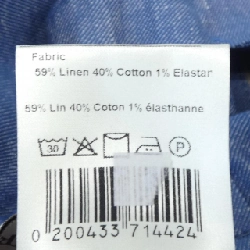 Fabric
59% Linen 40% Cotton 1% Elastan
59% Lin 40% Coton 1% élasthanne
30 P
0 200433 714424